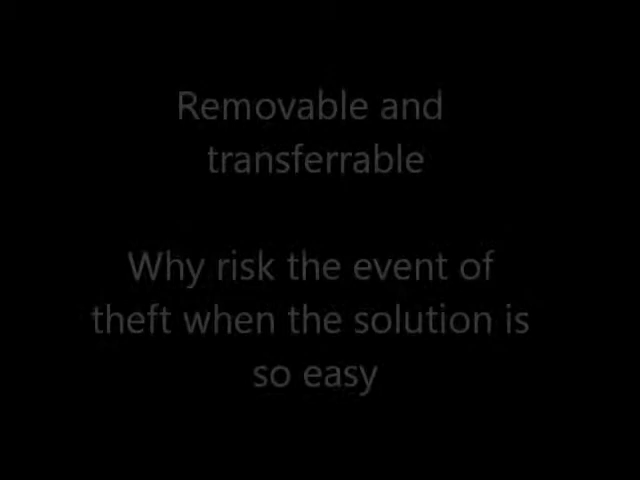 Removable and
transferrable
Why risk the event of
theft when the solution is
so easy